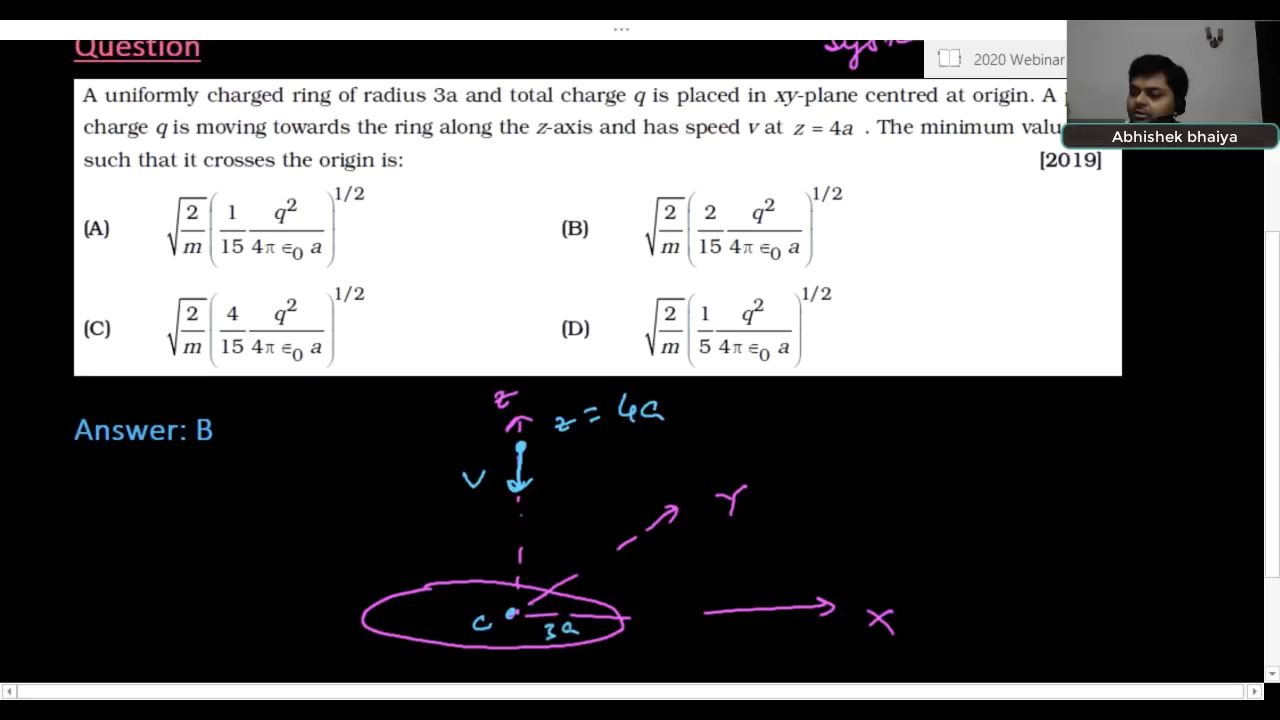 Question
2020 Webinar
A uniformly charged ring of radius 3a and total charge q is placed in xy-plane centred at origin. A
charge q is moving towards the ring along the z-axis and has speed v at z = 4a . The minimum
Abhishek bhaiya
such that it crosses the origin is: [2019]
(A) √(2/m) (1/15 q²/4π ∈₀ a)^1/2 (B) √(2/m) (2/15 q²/4π ∈₀ a)^1/2
(C) √(2/m) (4/15 q²/4π ∈₀ a)^1/2 (D) √(2/m) (1/5 q²/4π ∈₀ a)^1/2
z
z = 4a
Answer: B
V
Y
C 3a
X